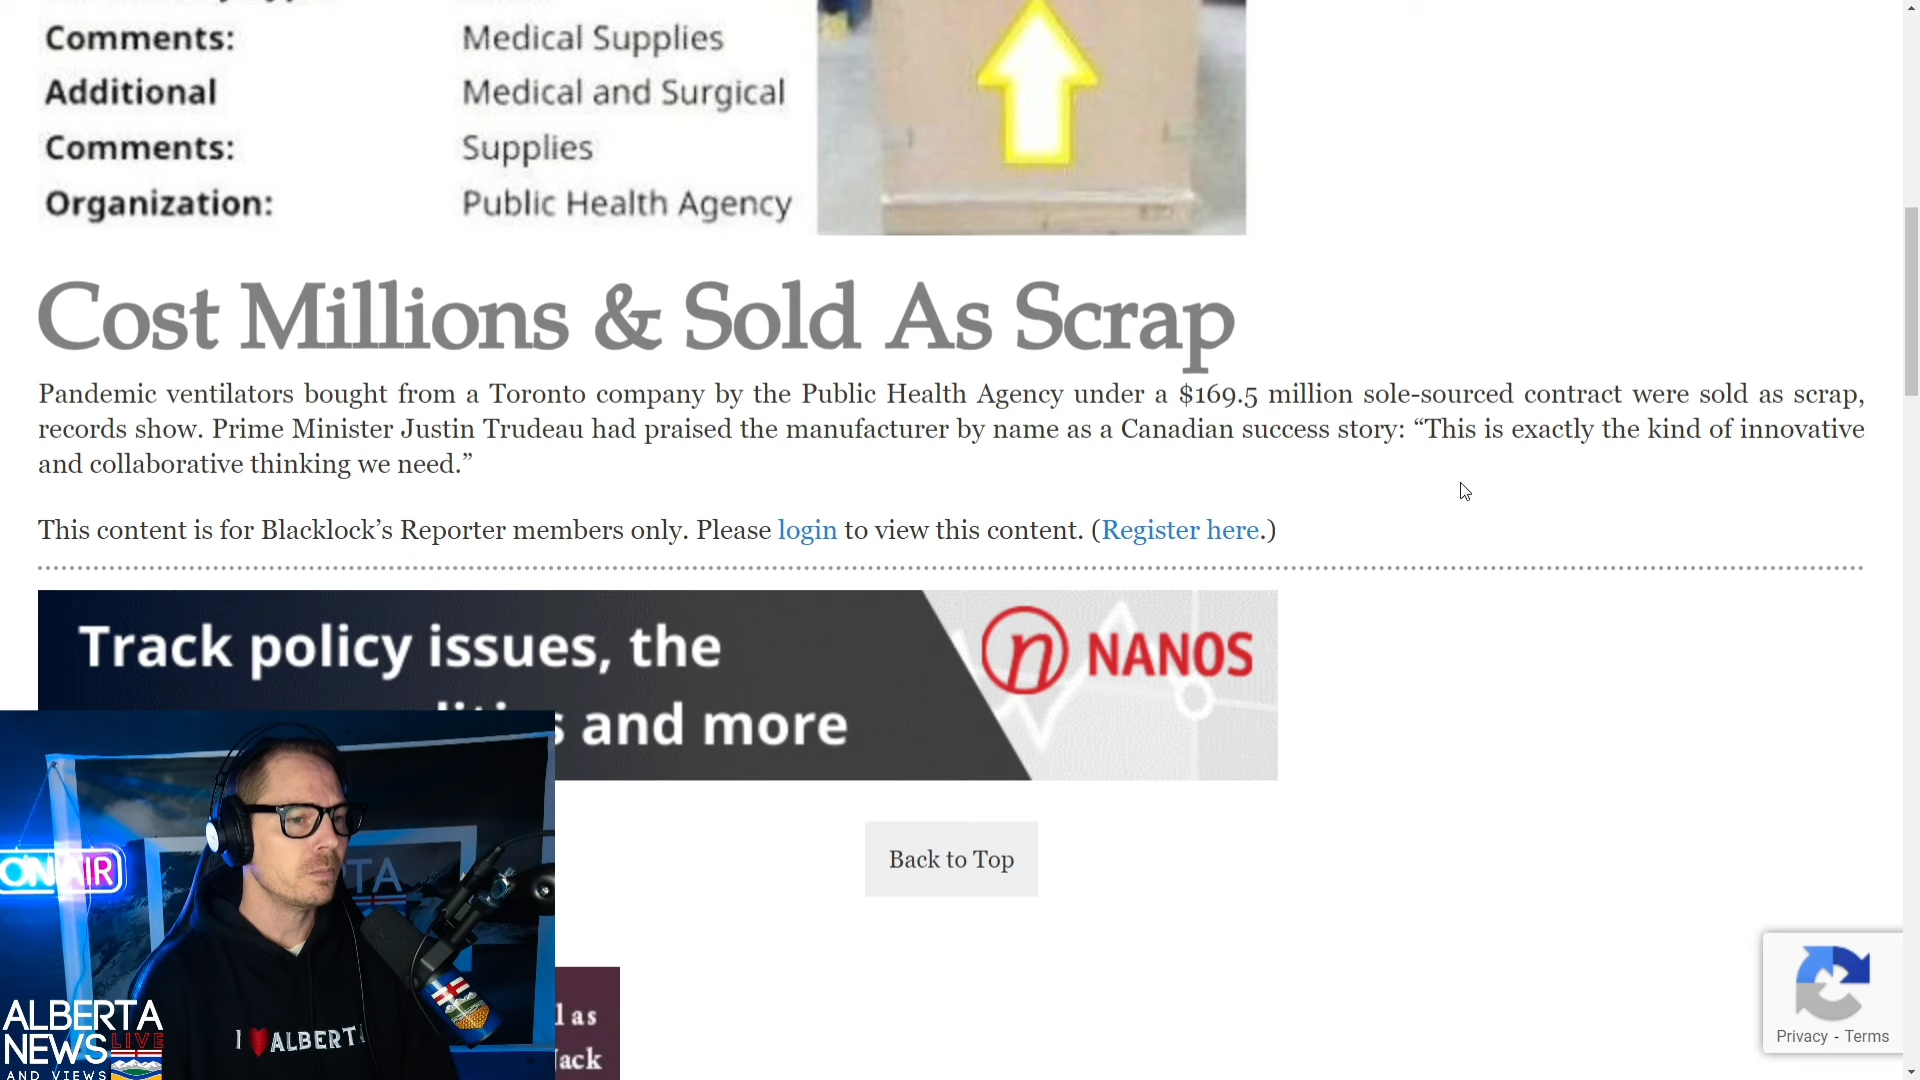 Comments: Medical Supplies
Additional Medical and Surgical
Comments: Supplies
Organization: Public Health Agency
Cost Millions & Sold As Scrap
Pandemic ventilators bought from a Toronto company by the Public Health Agency under a $169.5 million sole-sourced contract were sold as scrap,
records show. Prime Minister Justin Trudeau had praised the manufacturer by name as a Canadian success story: “This is exactly the kind of innovative
and collaborative thinking we need.”
This content is for Blacklock’s Reporter members only. Please login to view this content. (Register here.)
Track policy issues, the
and more
n NANOS
Back to Top
ON AIR
I ALBERTA
ALBERTA
NEWS LIVE
AND VIEWS
as
Privacy - Terms